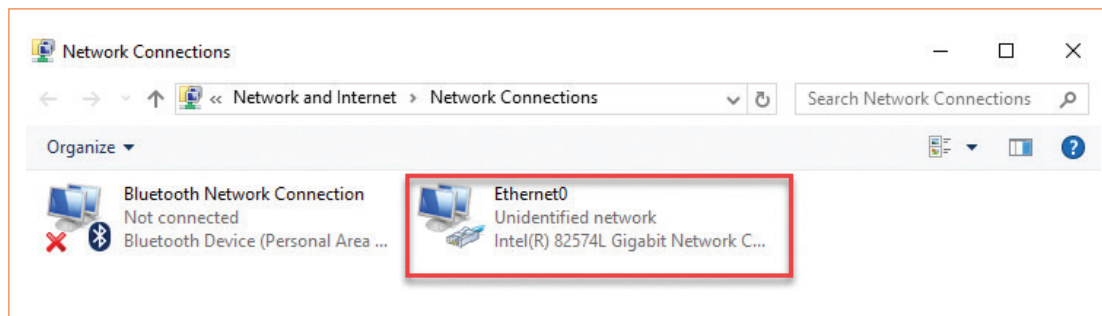 Network Connections
« Network and Internet › Network Connections
Search Network Connections
Organize
Bluetooth Network Connection
Not connected
Bluetooth Device (Personal Area ...
Ethernet0
Unidentified network
Intel(R) 82574L Gigabit Network C...